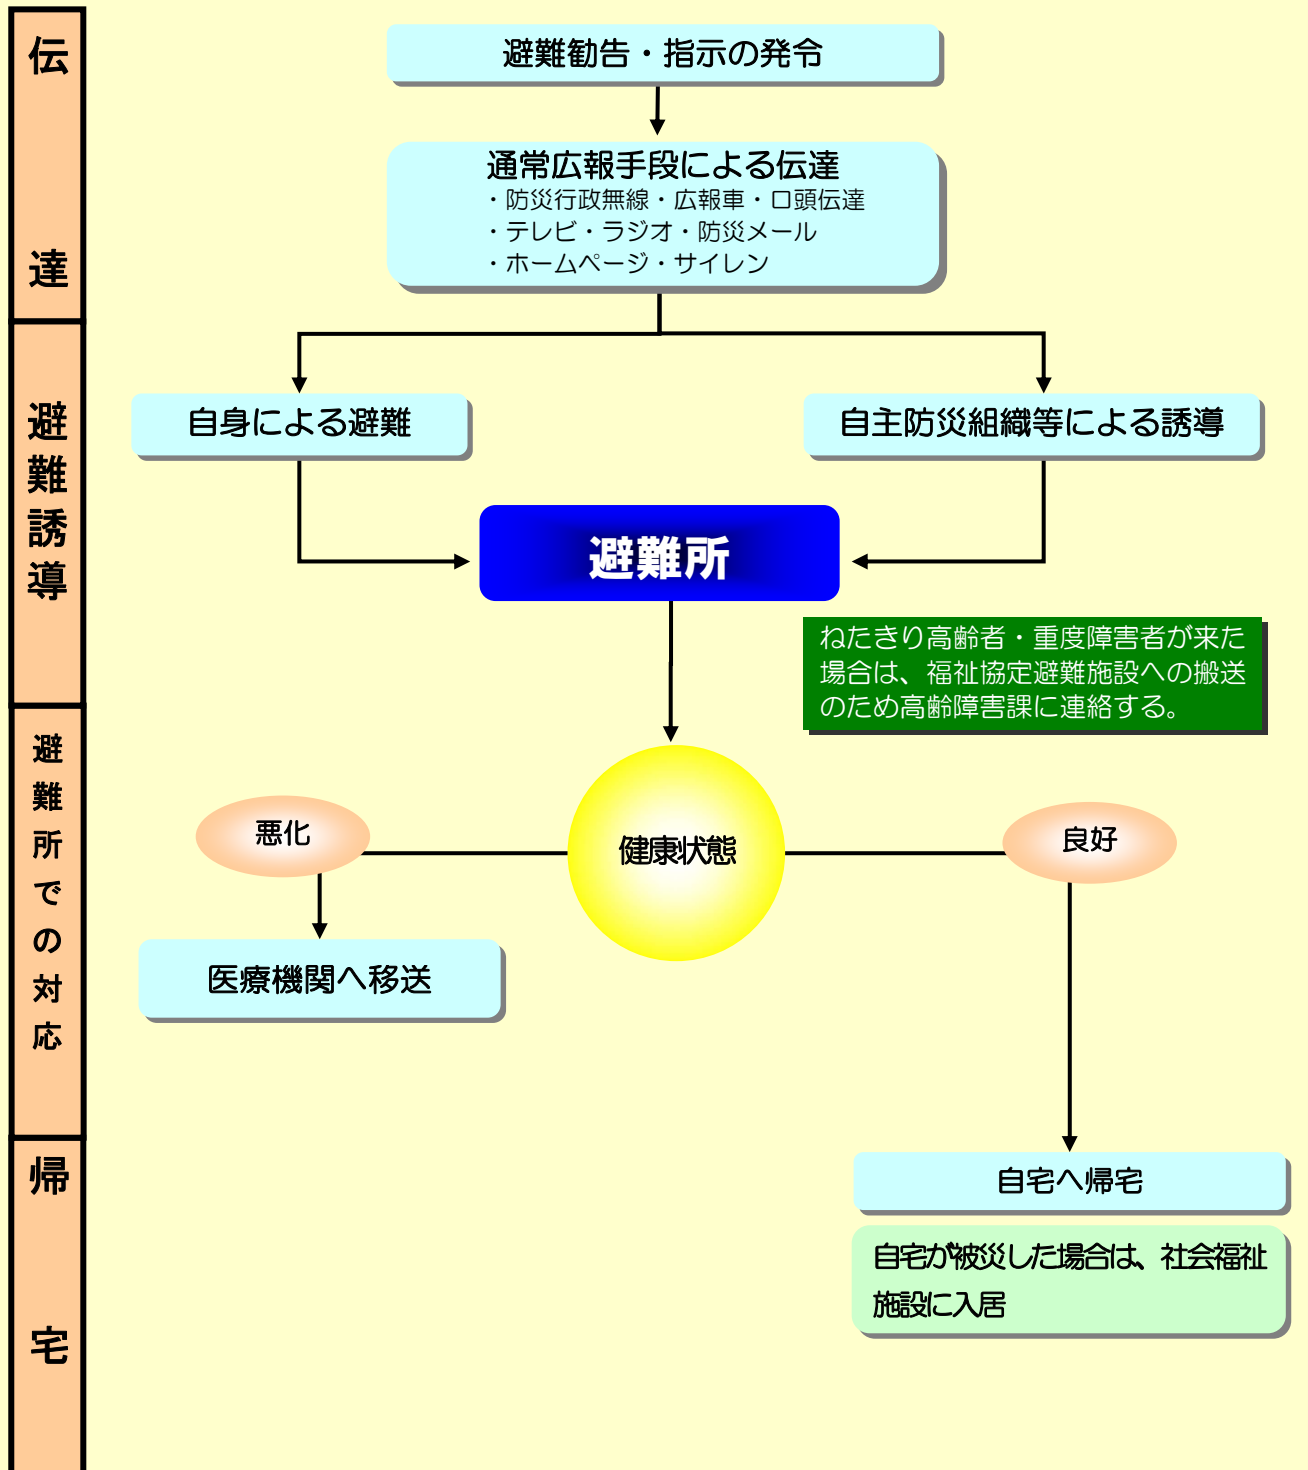 伝達
避難勧告・指示の発令
通常広報手段による伝達
・防災行政無線・広報車・口頭伝達
・テレビ・ラジオ・防災メール
・ホームページ・サイレン
避難誘導
自身による避難
自主防災組織等による誘導
避難所
ねたきり高齢者・重度障害者が来た
場合は、福祉協定避難施設への搬送
のため高齢障害課に連絡する。
避難所での対応
悪化
健康状態
良好
医療機関へ移送
帰宅
自宅へ帰宅
自宅が被災した場合は、社会福祉
施設に入居